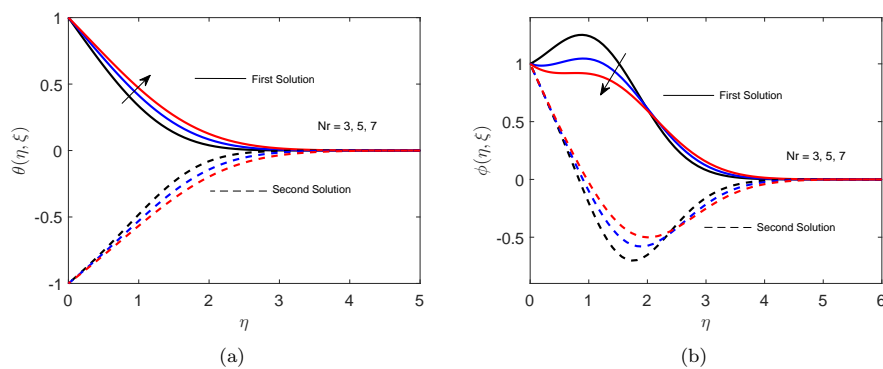 1
0.5
0
-0.5
-1
θ(η, ξ)
First Solution
Nr = 3, 5, 7
Second Solution
0 1 2 3 4 5
η
(a)
1
0.5
0
-0.5
ϕ(η, ξ)
First Solution
Nr = 3, 5, 7
Second Solution
0 1 2 3 4 5 6
η
(b)